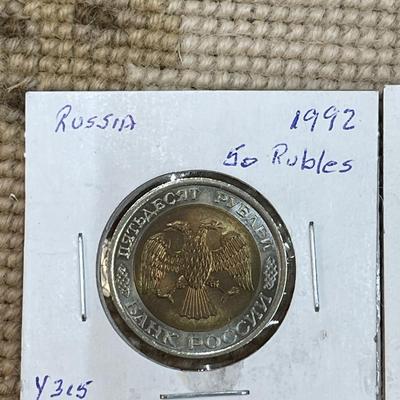 RUSSIA
1992
50 Rubles
ПЯТЬДЕСЯТ РУБЛЕЙ
БАНК РОССИИ
Y315